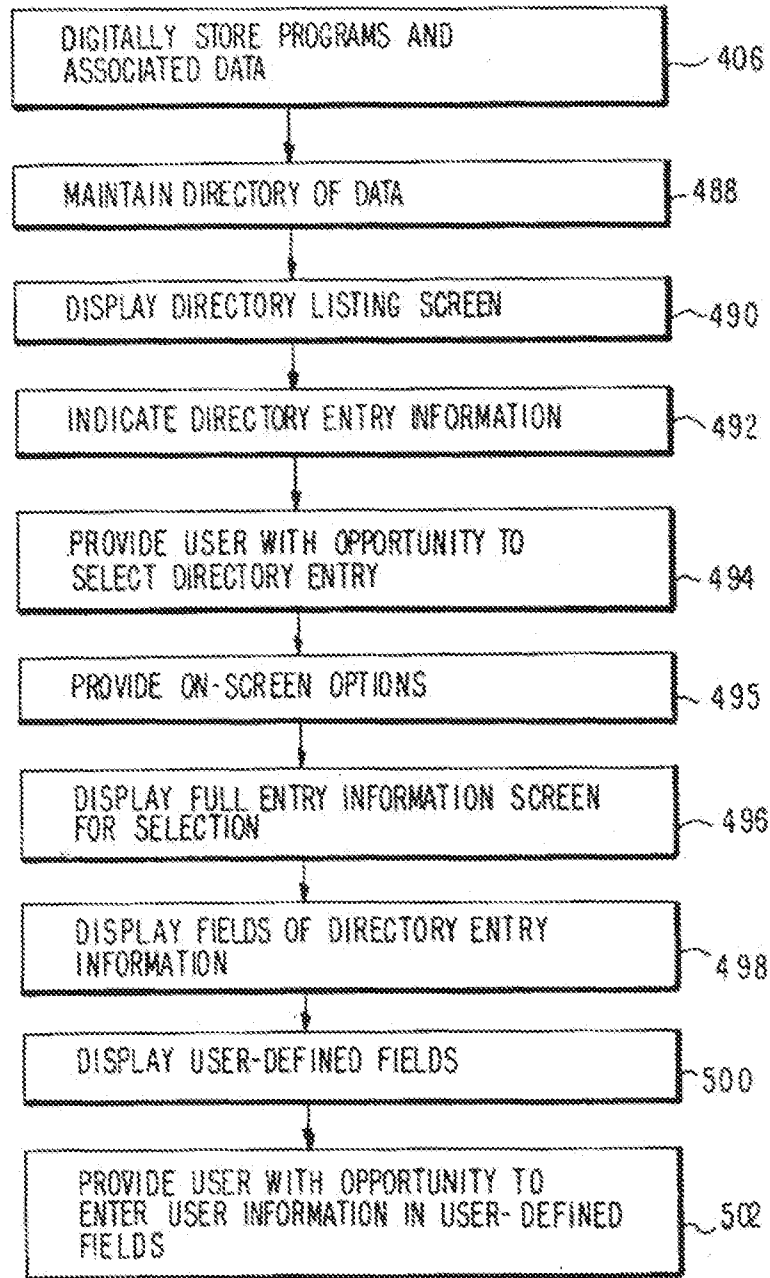 DIGITALLY STORE PROGRAMS AND
ASSOCIATED DATA
406
MAINTAIN DIRECTORY OF DATA
488
DISPLAY DIRECTORY LISTING SCREEN
490
INDICATE DIRECTORY ENTRY INFORMATION
492
PROVIDE USER WITH OPPORTUNITY TO
SELECT DIRECTORY ENTRY
494
PROVIDE ON-SCREEN OPTIONS
495
DISPLAY FULL ENTRY INFORMATION SCREEN
FOR SELECTION
496
DISPLAY FIELDS OF DIRECTORY ENTRY
INFORMATION
498
DISPLAY USER-DEFINED FIELDS
500
PROVIDE USER WITH OPPORTUNITY TO
ENTER USER INFORMATION IN USER-DEFINED
FIELDS
502